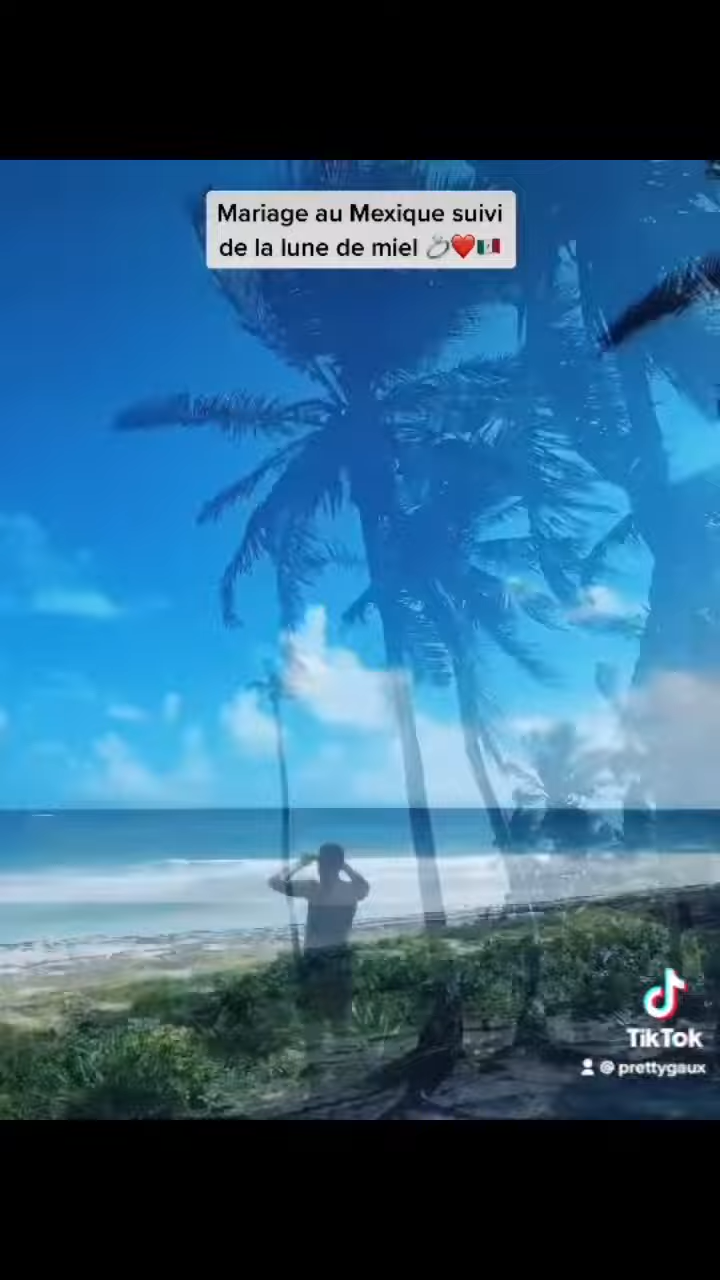 Mariage au Mexique suivi
de la lune de miel 💍❤️🇲🇽
TikTok
@prettygaux